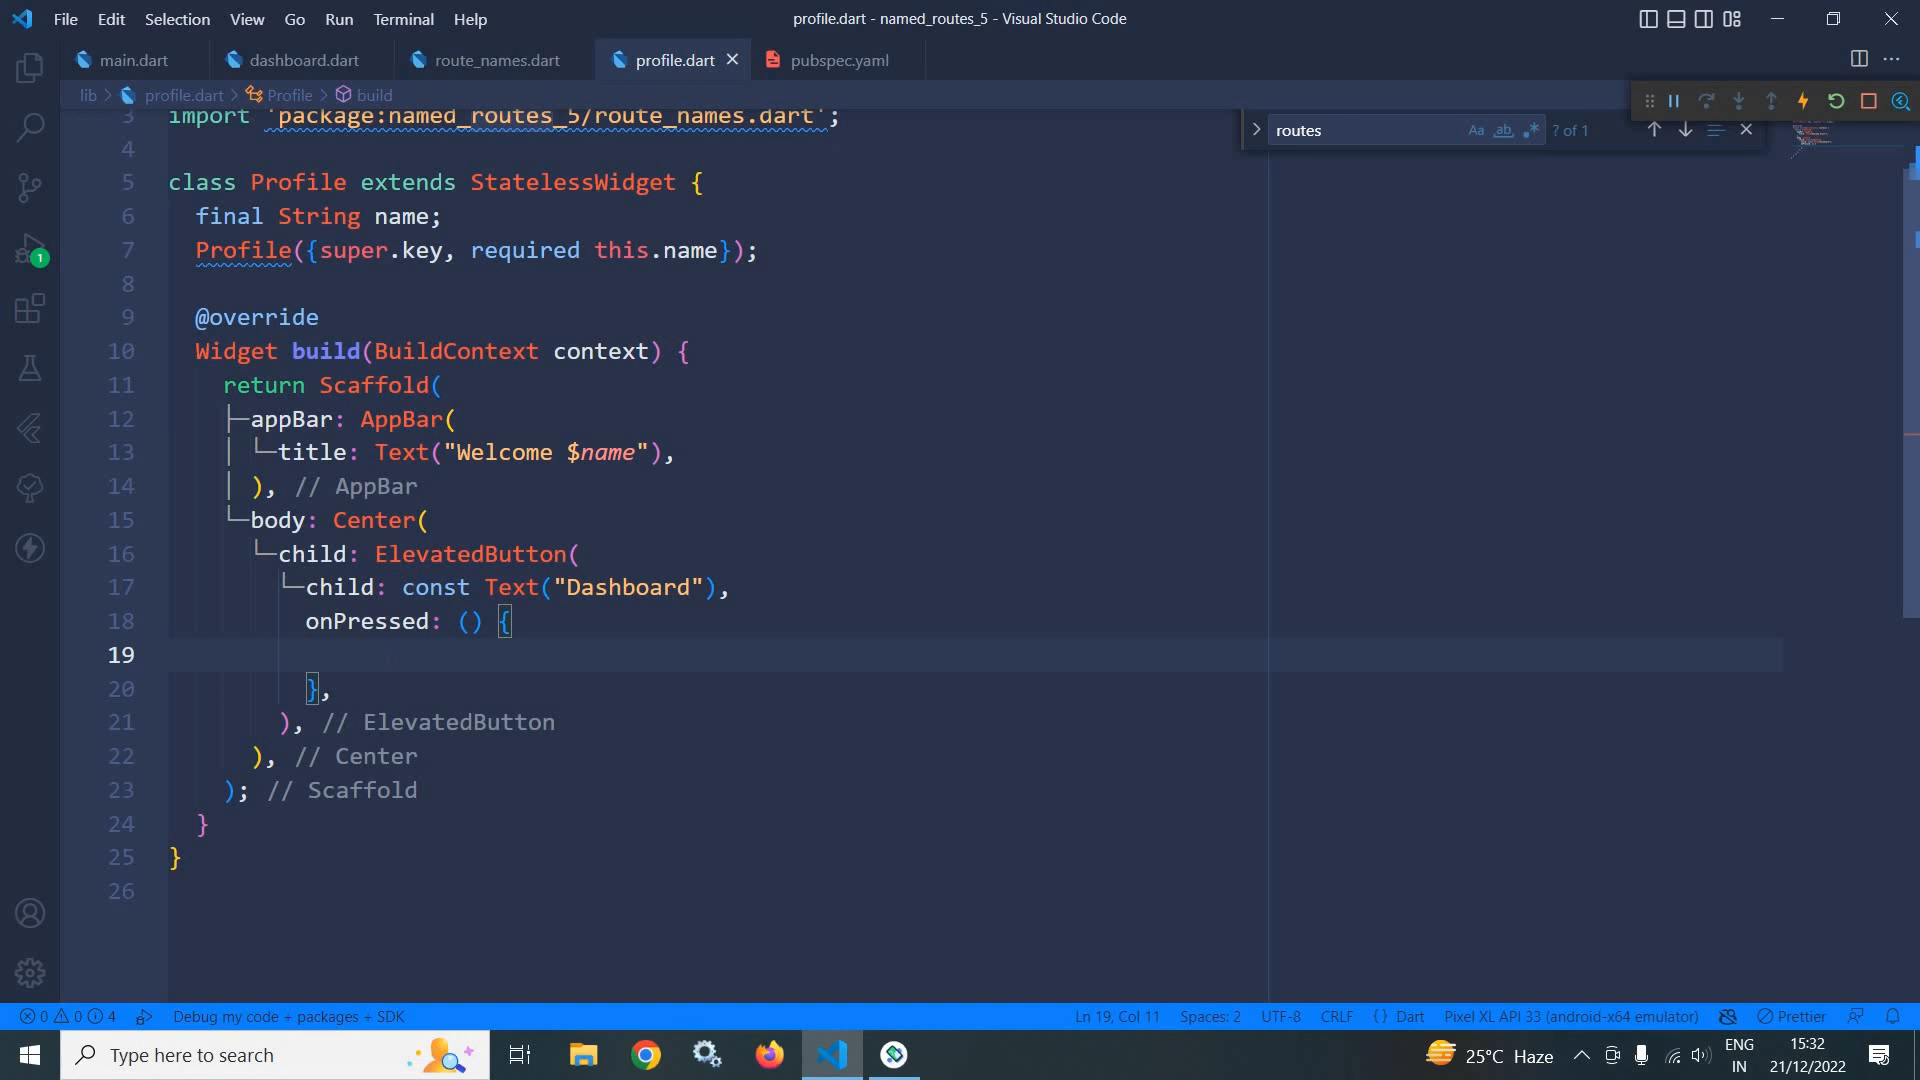 File Edit Selection View Go Run Terminal Help
profile.dart - named_routes_5 - Visual Studio Code
main.dart
dashboard.dart
route_names.dart
profile.dart
pubspec.yaml
lib > profile.dart > Profile > build
routes
Aa ab .* ? of 1
3 import 'package:named_routes_5/route_names.dart';
4
5 class Profile extends StatelessWidget {
6 final String name;
7 Profile({super.key, required this.name});
8
9 @override
10 Widget build(BuildContext context) {
11 return Scaffold(
12 appBar: AppBar(
13 title: Text("Welcome $name"),
14 ), // AppBar
15 body: Center(
16 child: ElevatedButton(
17 child: const Text("Dashboard"),
18 onPressed: () {
19
20 },
21 ), // ElevatedButton
22 ), // Center
23 ); // Scaffold
24 }
25 }
26
1
0 0 4 Debug my code + packages + SDK
Ln 19, Col 11 Spaces: 2 UTF-8 CRLF { } Dart Pixel XL API 33 (android-x64 emulator) Prettier
Type here to search
25°C Haze
ENG
IN
15:32
21/12/2022